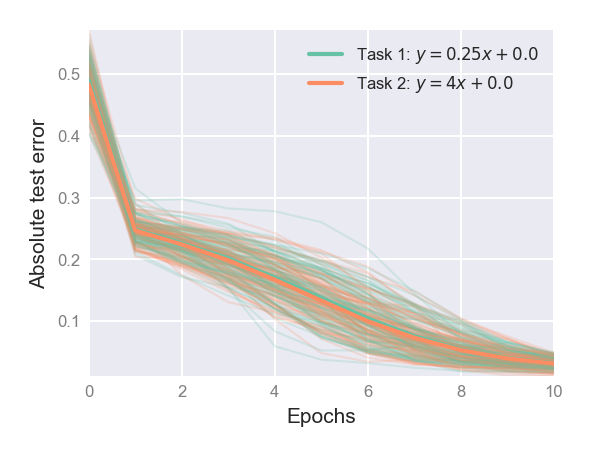 Task 1: y = 0.25x + 0.0
Task 2: y = 4x + 0.0
0.5
0.4
0.3
0.2
0.1
Absolute test error
0 2 4 6 8 10
Epochs